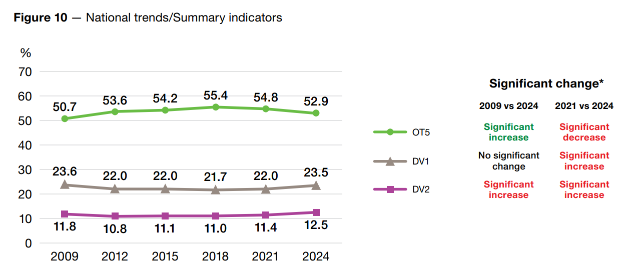 Figure 10 — National trends/Summary indicators
%
70
60
50
40
30
20
10
0
50.7 53.6 54.2 55.4 54.8 52.9
23.6 22.0 22.0 21.7 22.0 23.5
11.8 10.8 11.1 11.0 11.4 12.5
2009 2012 2015 2018 2021 2024
OT5
DV1
DV2
Significant change*
2009 vs 2024 2021 vs 2024
Significant increase Significant decrease
No significant change Significant increase
Significant increase Significant increase